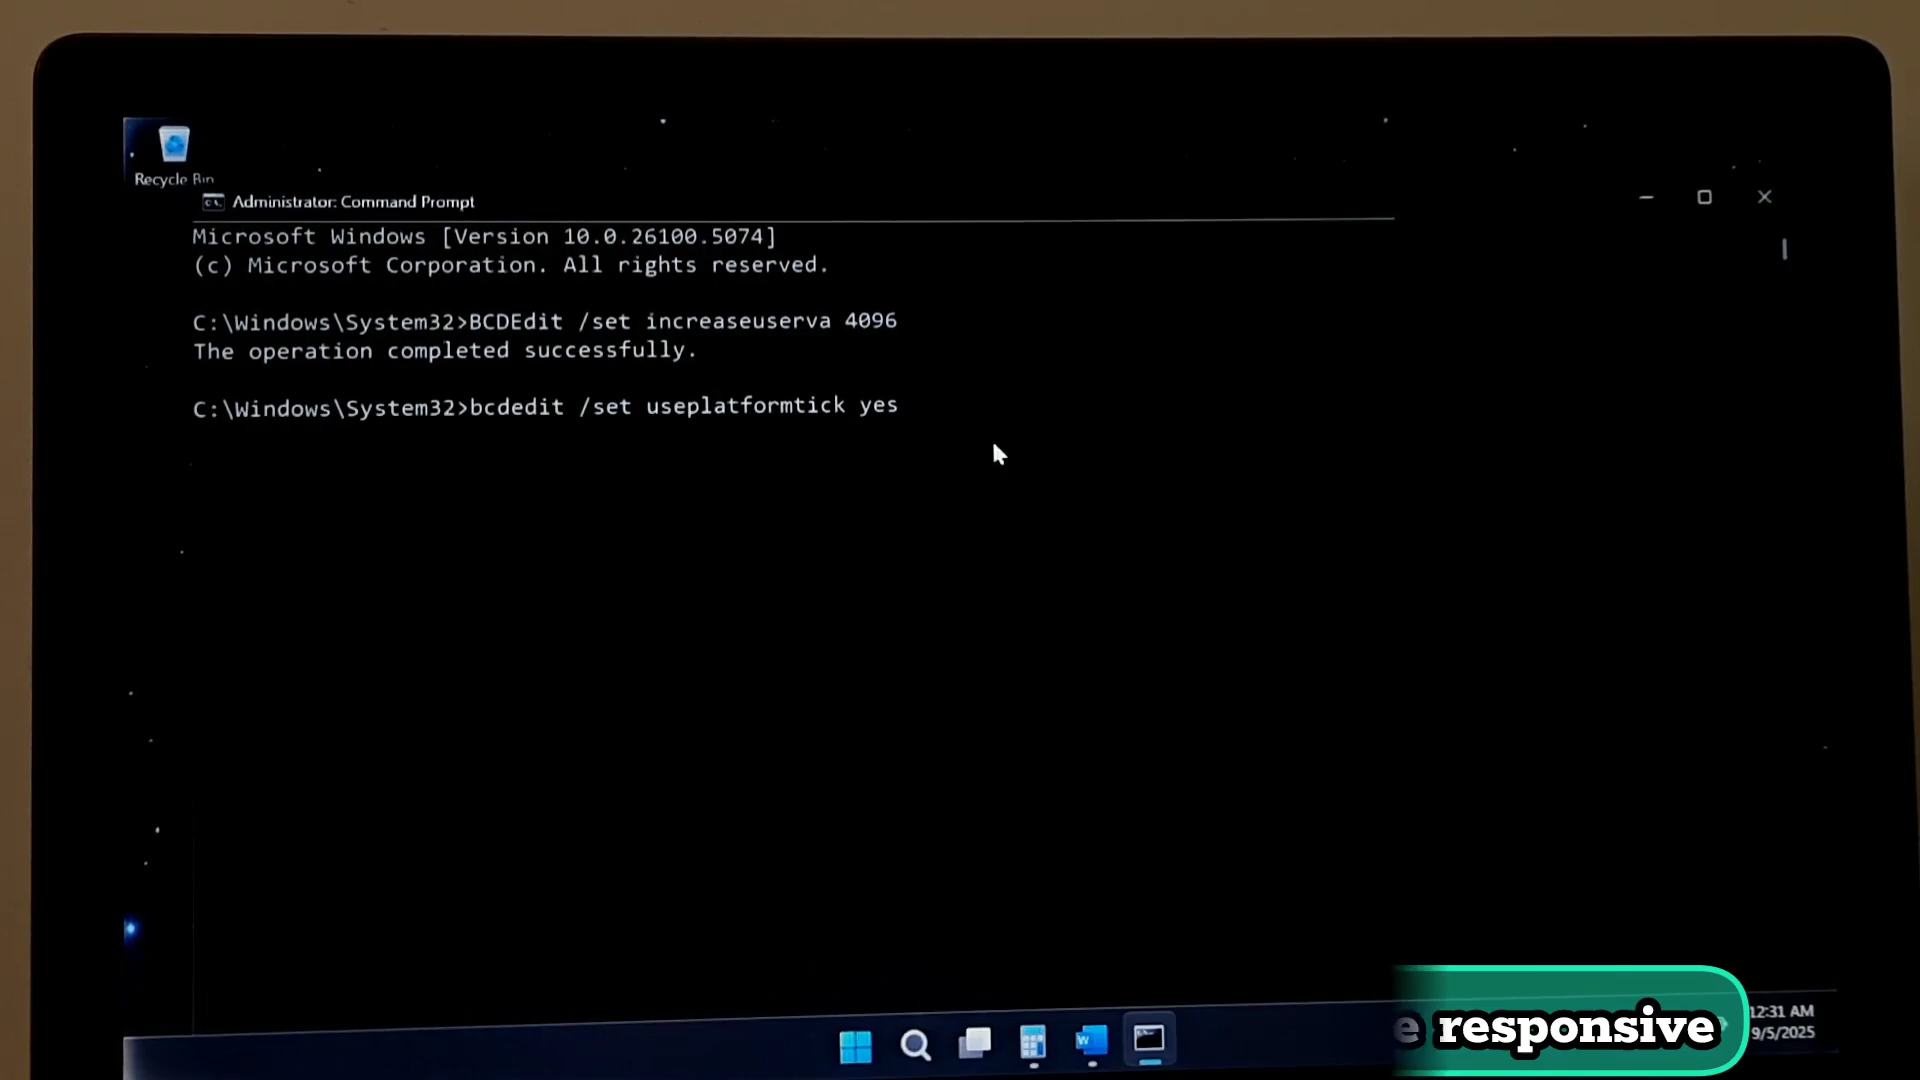 Recycle Bin
Administrator: Command Prompt
Microsoft Windows [Version 10.0.26100.5074]
(c) Microsoft Corporation. All rights reserved.
C:\Windows\System32>BCDEdit /set increaseuserva 4096
The operation completed successfully.
C:\Windows\System32>bcdedit /set useplatformtick yes
e responsive
12:31 AM
9/5/2025